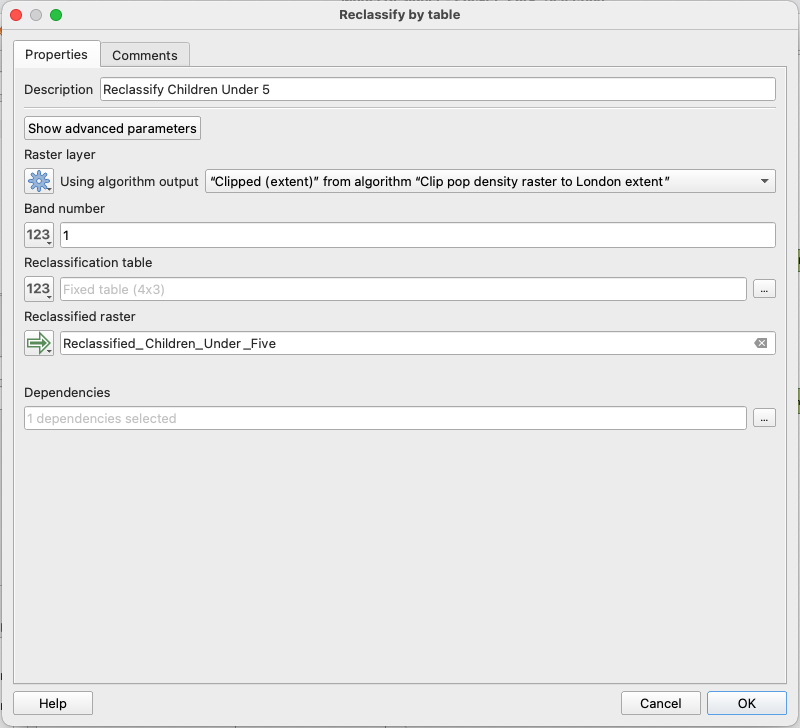 Reclassify by table
Properties
Comments
Description
Reclassify Children Under 5
Show advanced parameters
Raster layer
Using algorithm output
“Clipped (extent)” from algorithm “Clip pop density raster to London extent”
Band number
123
1
Reclassification table
123
Fixed table (4x3)
...
Reclassified raster
Reclassified_Children_Under_Five
Dependencies
1 dependencies selected
...
Help
Cancel
OK